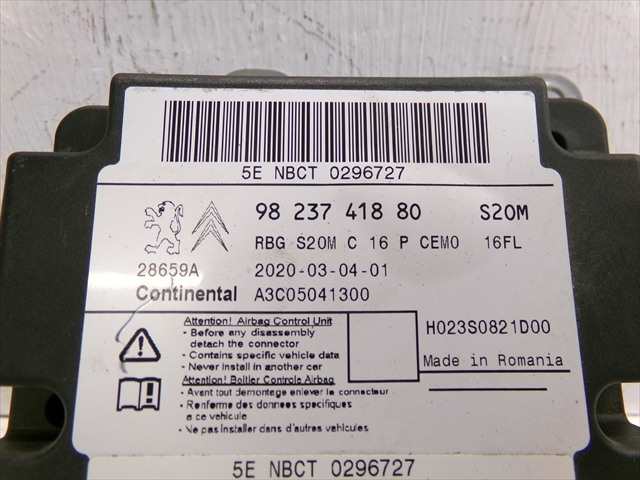 5E NBCT 0296727
98 237 418 80 S20M
RBG S20M C 16 P CEM0 16FL
28659A 2020-03-04-01
Continental A3C05041300
Attention! Airbag Control Unit
- Before any disassembly
detach the connector
- Contains specific vehicle data
- Never Install in another car
Attention! Boîtier Controle Airbag
- Avant tout demontage enlever la connecteur
- Renferme des donnees specifiques
a ce vehicule
- Ne pas installer dans d'autres vehicules
H023S0821D00
Made in Romania
5E NBCT 0296727